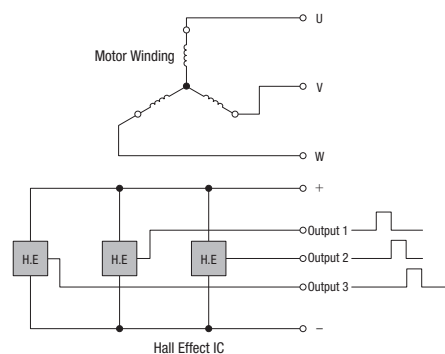 U
Motor Winding
V
W
+
Output 1
H.E H.E H.E Output 2
Output 3
−
Hall Effect IC